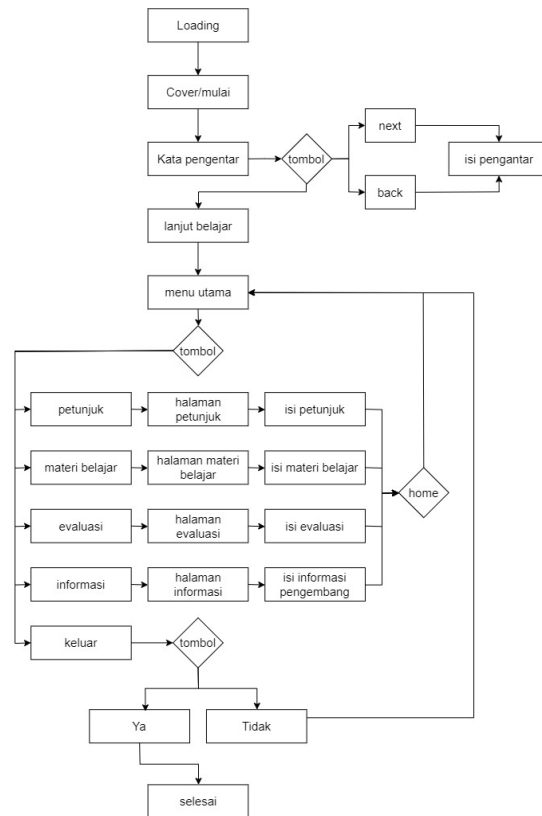 Loading
Cover/mulai
Kata pengentar
tombol
next
back
isi pengantar
lanjut belajar
menu utama
tombol
petunjuk
halaman
petunjuk
isi petunjuk
materi belajar
halaman materi
belajar
isi materi belajar
evaluasi
halaman
evaluasi
isi evaluasi
informasi
halaman
informasi
isi informasi
pengembang
home
keluar
tombol
Ya
Tidak
selesai